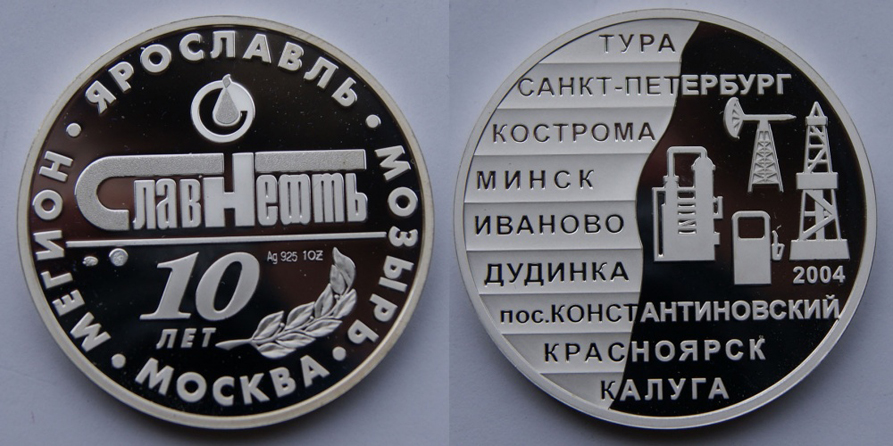 МЕГИОН • ЯРОСЛАВЛЬ • МОЗЫРЬ • МОСКВА •
СлавНефть
Ag 925 1OZ
10
ЛЕТ
ТУРА
САНКТ-ПЕТЕРБУРГ
КОСТРОМА
МИНСК
ИВАНОВО
ДУДИНКА
2004
пос.КОНСТАНТИНОВСКИЙ
КРАСНОЯРСК
КАЛУГА